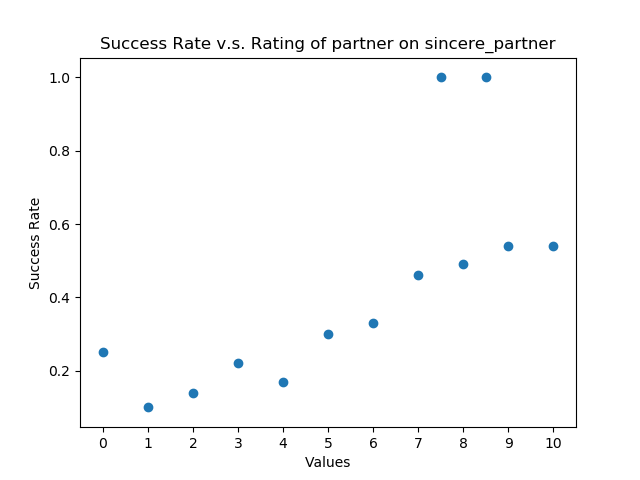 Success Rate v.s. Rating of partner on sincere_partner
1.0
0.8
0.6
0.4
0.2
Success Rate
0 1 2 3 4 5 6 7 8 9 10
Values